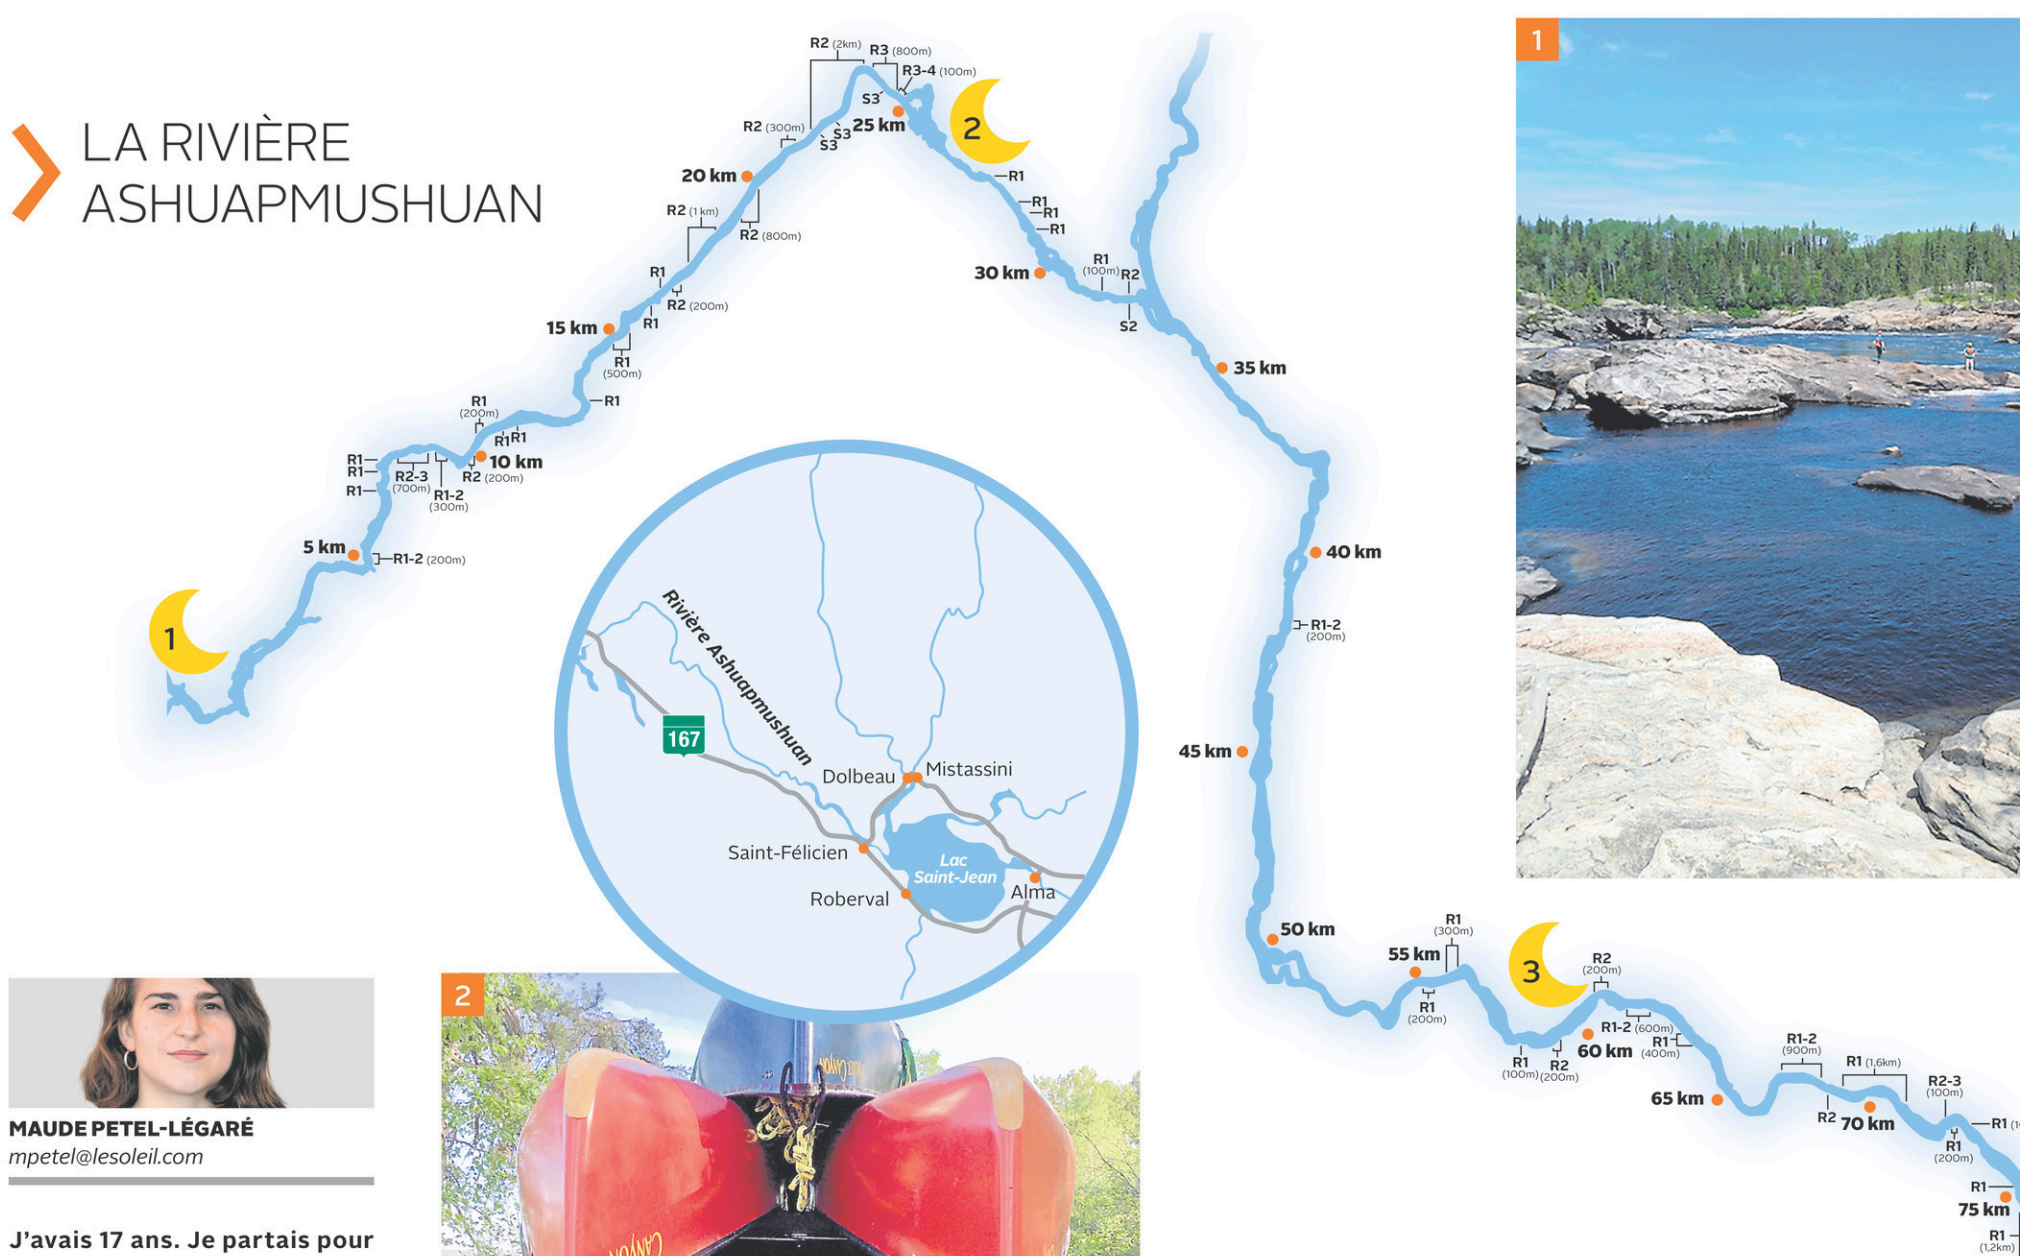 LA RIVIÈRE
ASHUAPMUSHUAN
R2 (2km)
R3 (800m)
R3-4 (100m)
S3
25 km
2
R2 (300m)
S3
S3
20 km
R2 (1 km)
R2 (800m)
R1
R2 (200m)
R1
15 km
R1
(500m)
R1
R1
(200m)
R1
R1
10 km
R2 (200m)
R1
R1
R1
R2-3
(700m)
R1-2
(300m)
5 km
R1-2 (200m)
1
R1
R1
R1
R1
30 km
R1
(100m)
R2
S2
35 km
40 km
R1-2
(200m)
45 km
50 km
55 km
R1
(300m)
R1
(200m)
3
R2
(200m)
R1
(100m)
R2
(200m)
60 km
R1-2 (600m)
R1
(400m)
65 km
R1-2
(900m)
R2
R1 (1,6km)
70 km
R2-3
(100m)
R1
R1
(200m)
R1
75 km
R1
(1,2km)
Rivière Ashuapmushuan
167
Dolbeau
Mistassini
Saint-Félicien
Lac
Saint-Jean
Roberval
Alma
1
2
CANYON
CANYON
MAUDE PETEL-LÉGARÉ
mpetel@lesoleil.com
J'avais 17 ans. Je partais pour